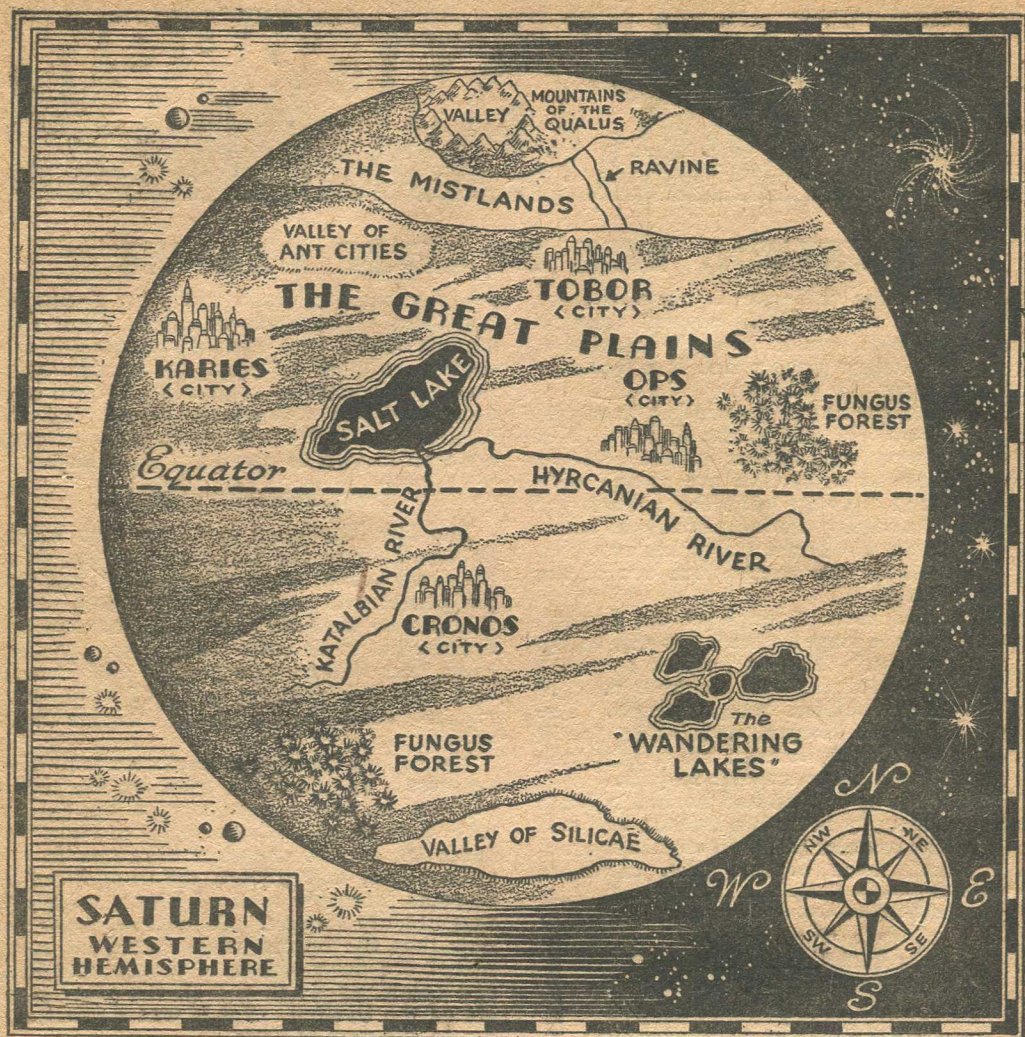 VALLEY
MOUNTAINS
OF THE
QUALUS
RAVINE
THE MISTLANDS
VALLEY OF
ANT CITIES
TOBOR
<CITY>
THE GREAT PLAINS
KARIES
<CITY>
SALT LAKE
OPS
<CITY>
FUNGUS
FOREST
Equator
HYRCANIAN RIVER
KATALBIAN RIVER
CRONOS
<CITY>
The
"WANDERING
LAKES"
FUNGUS
FOREST
VALLEY OF SILICAE
SATURN
WESTERN
HEMISPHERE
N
NW
NE
W
E
SW
SE
S